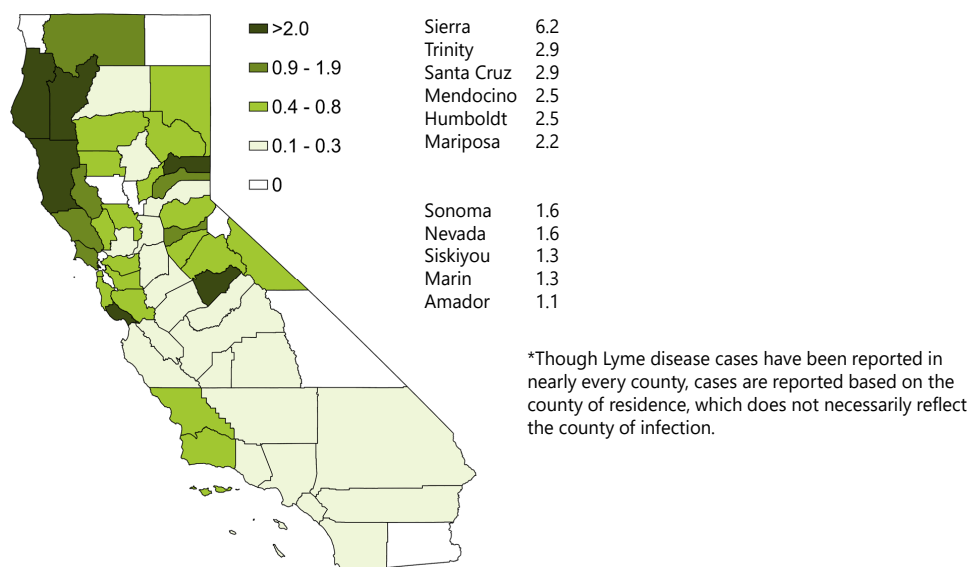 >2.0
0.9 - 1.9
0.4 - 0.8
0.1 - 0.3
0
Sierra 6.2
Trinity 2.9
Santa Cruz 2.9
Mendocino 2.5
Humboldt 2.5
Mariposa 2.2
Sonoma 1.6
Nevada 1.6
Siskiyou 1.3
Marin 1.3
Amador 1.1
*Though Lyme disease cases have been reported in
nearly every county, cases are reported based on the
county of residence, which does not necessarily reflect
the county of infection.